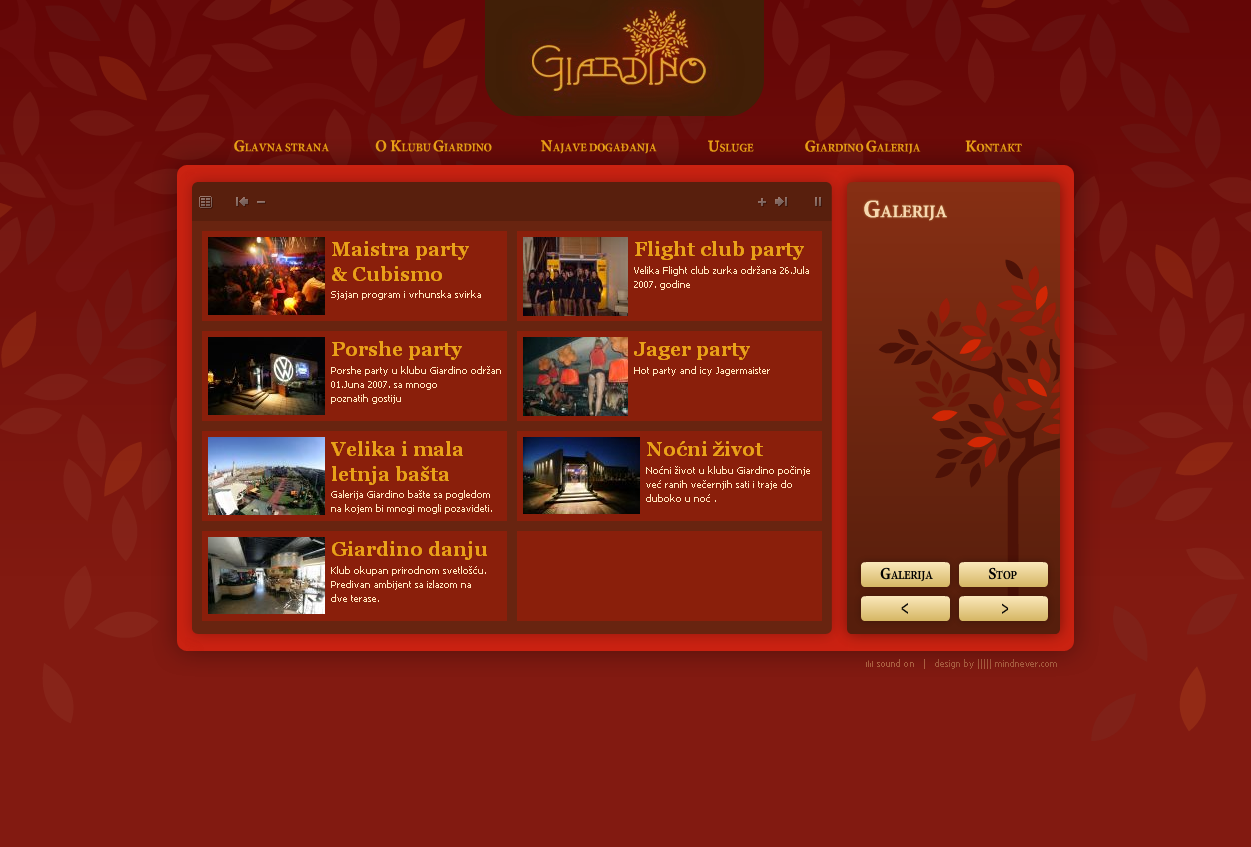 GIARDINO
Glavna strana
O Klubu Giardino
Najave događanja
Usluge
Giardino Galerija
Kontakt
Maistra party
& Cubismo
Sjajan program i vrhunska svirka
Flight club party
Velika Flight club zurka održana 26.Jula
2007. godine
Porshe party
Porshe party u klubu Giardino održan
01.Juna 2007. sa mnogo
poznatih gostiju
Jager party
Hot party and icy Jagermaister
Velika i mala
letnja bašta
Galerija Giardino bašte sa pogledom
na kojem bi mnogi mogli pozavideti.
Noćni život
Noćni život u klubu Giardino počinje
već ranih večernjih sati i traje do
duboko u noć .
Giardino danju
Klub okupan prirodnom svetlošću.
Predivan ambijent sa izlazom na
dve terase.
Galerija
Galerija
Stop
<
>
sound on | design by ||||| mindnever.com